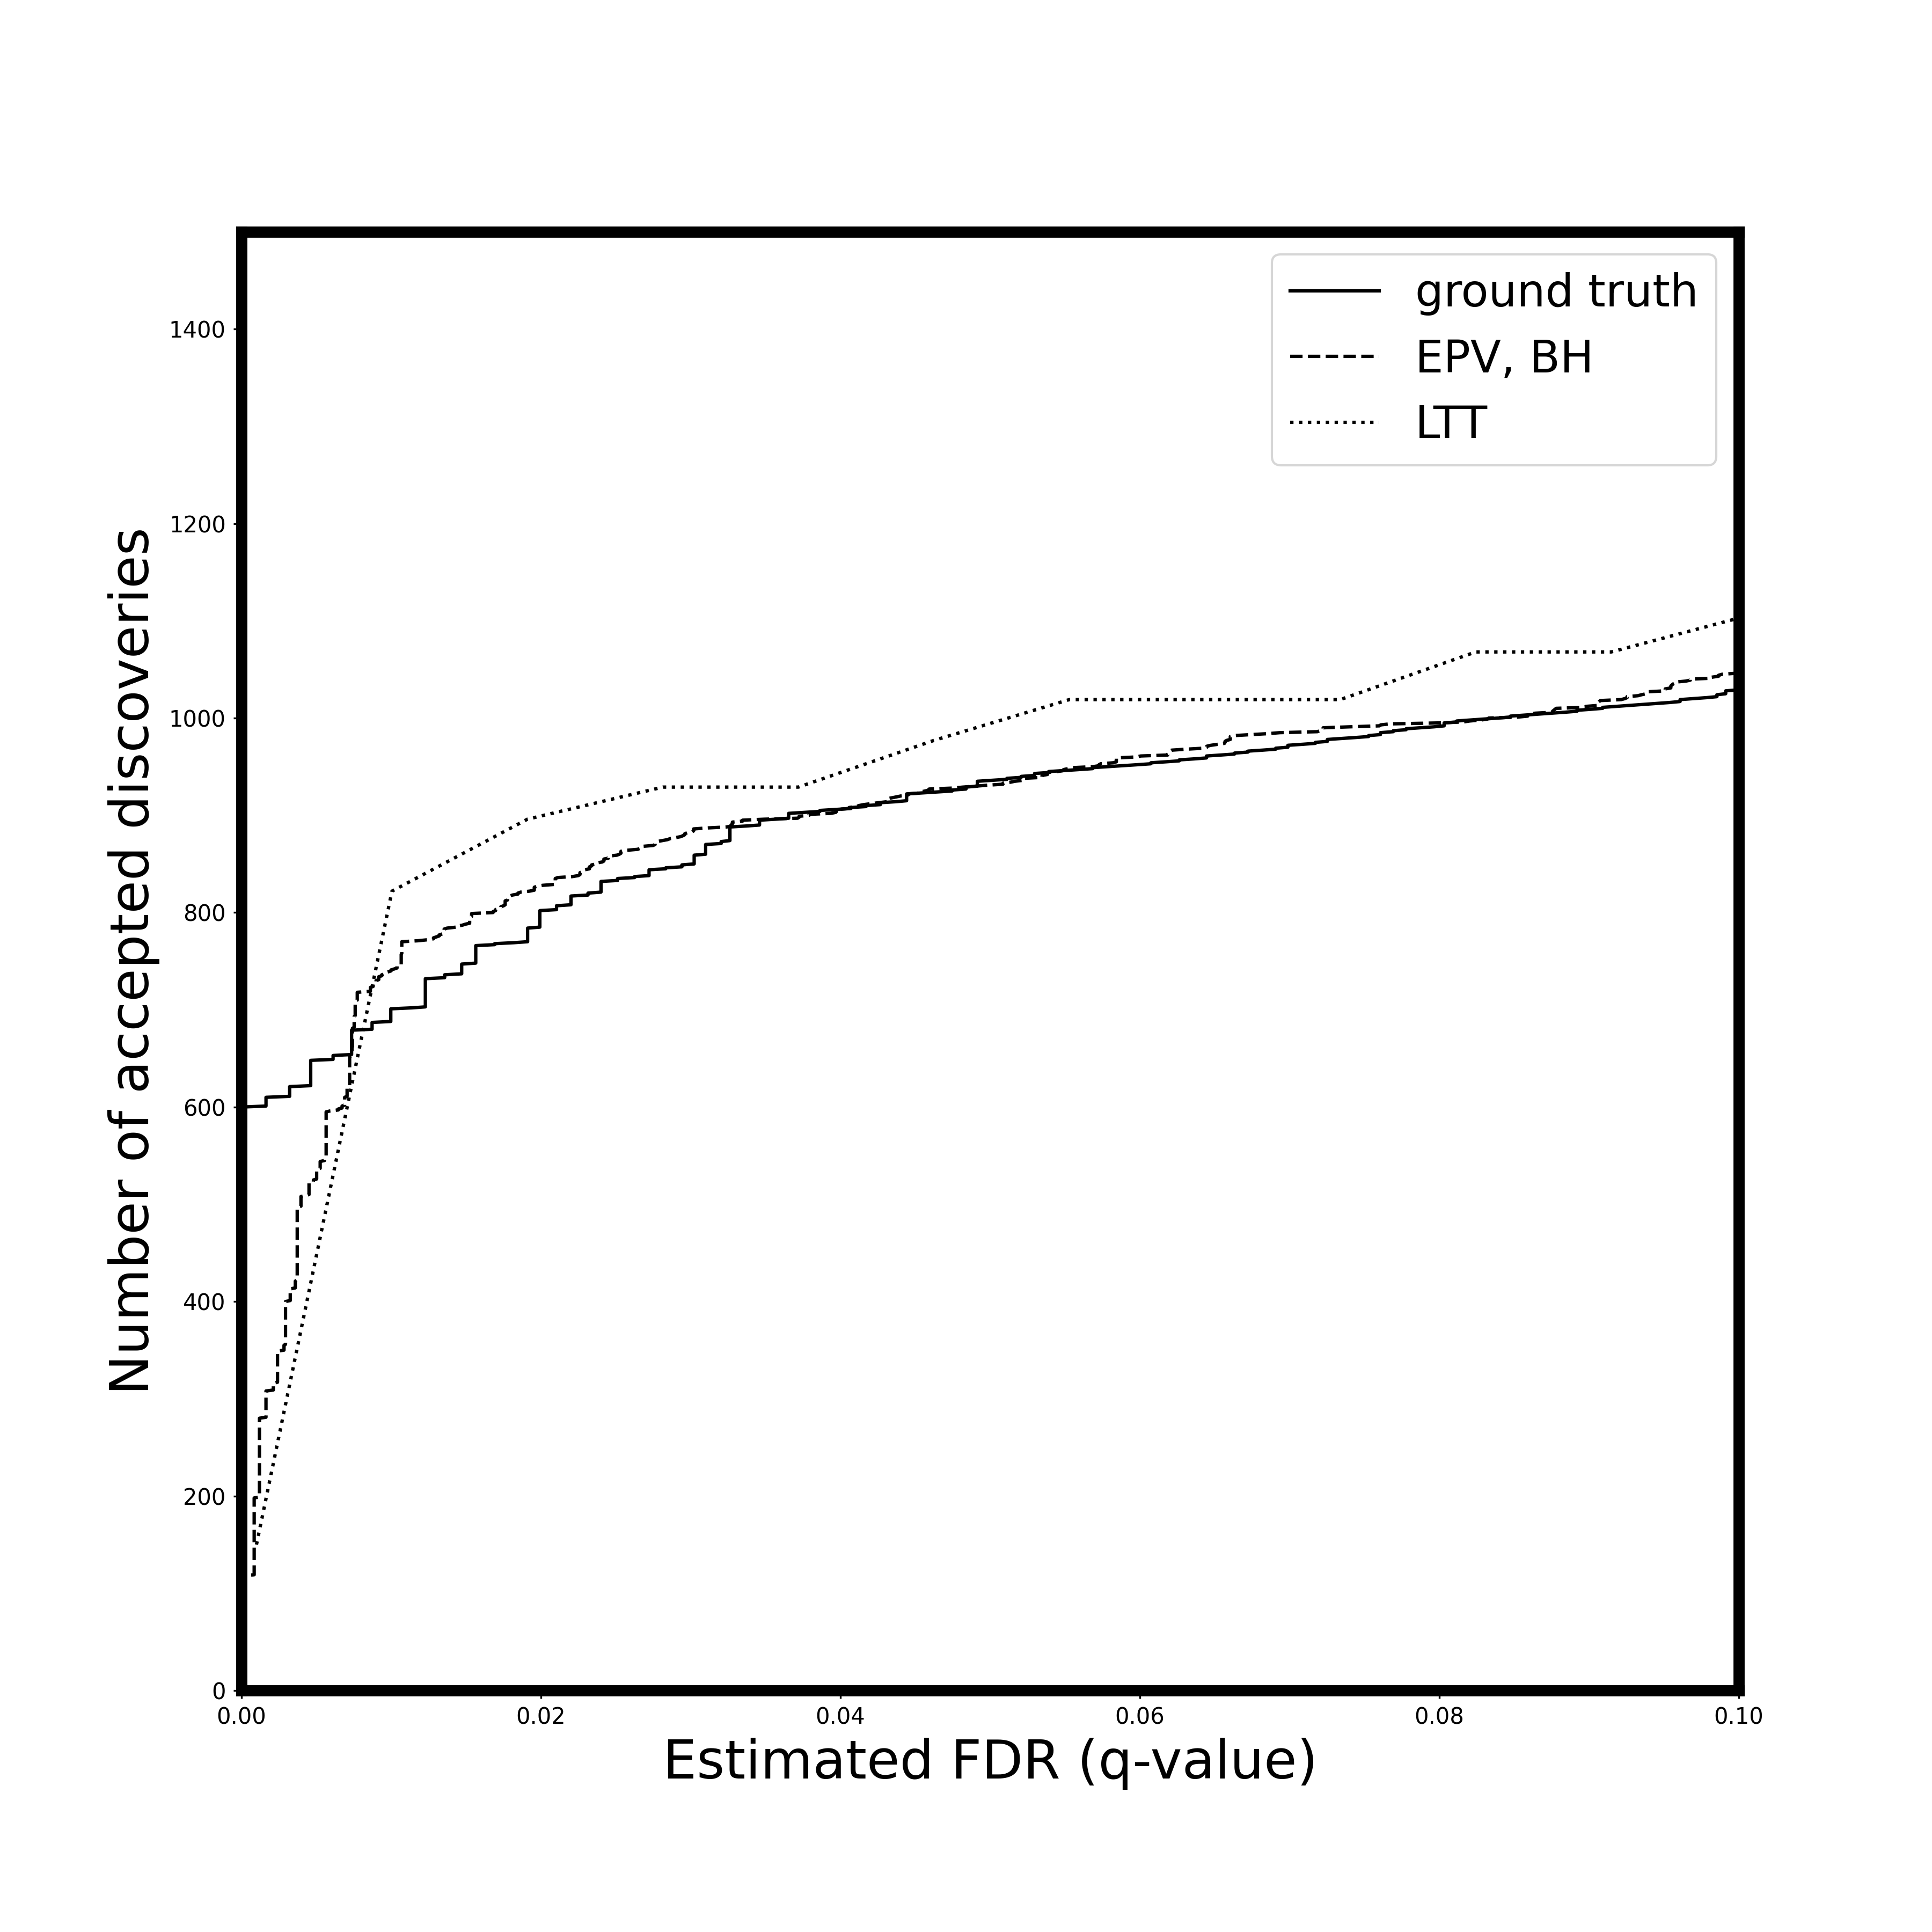 ground truth
EPV, BH
LTT
Number of accepted discoveries
1400
1200
1000
800
600
400
200
0
0.00 0.02 0.04 0.06 0.08 0.10
Estimated FDR (q-value)